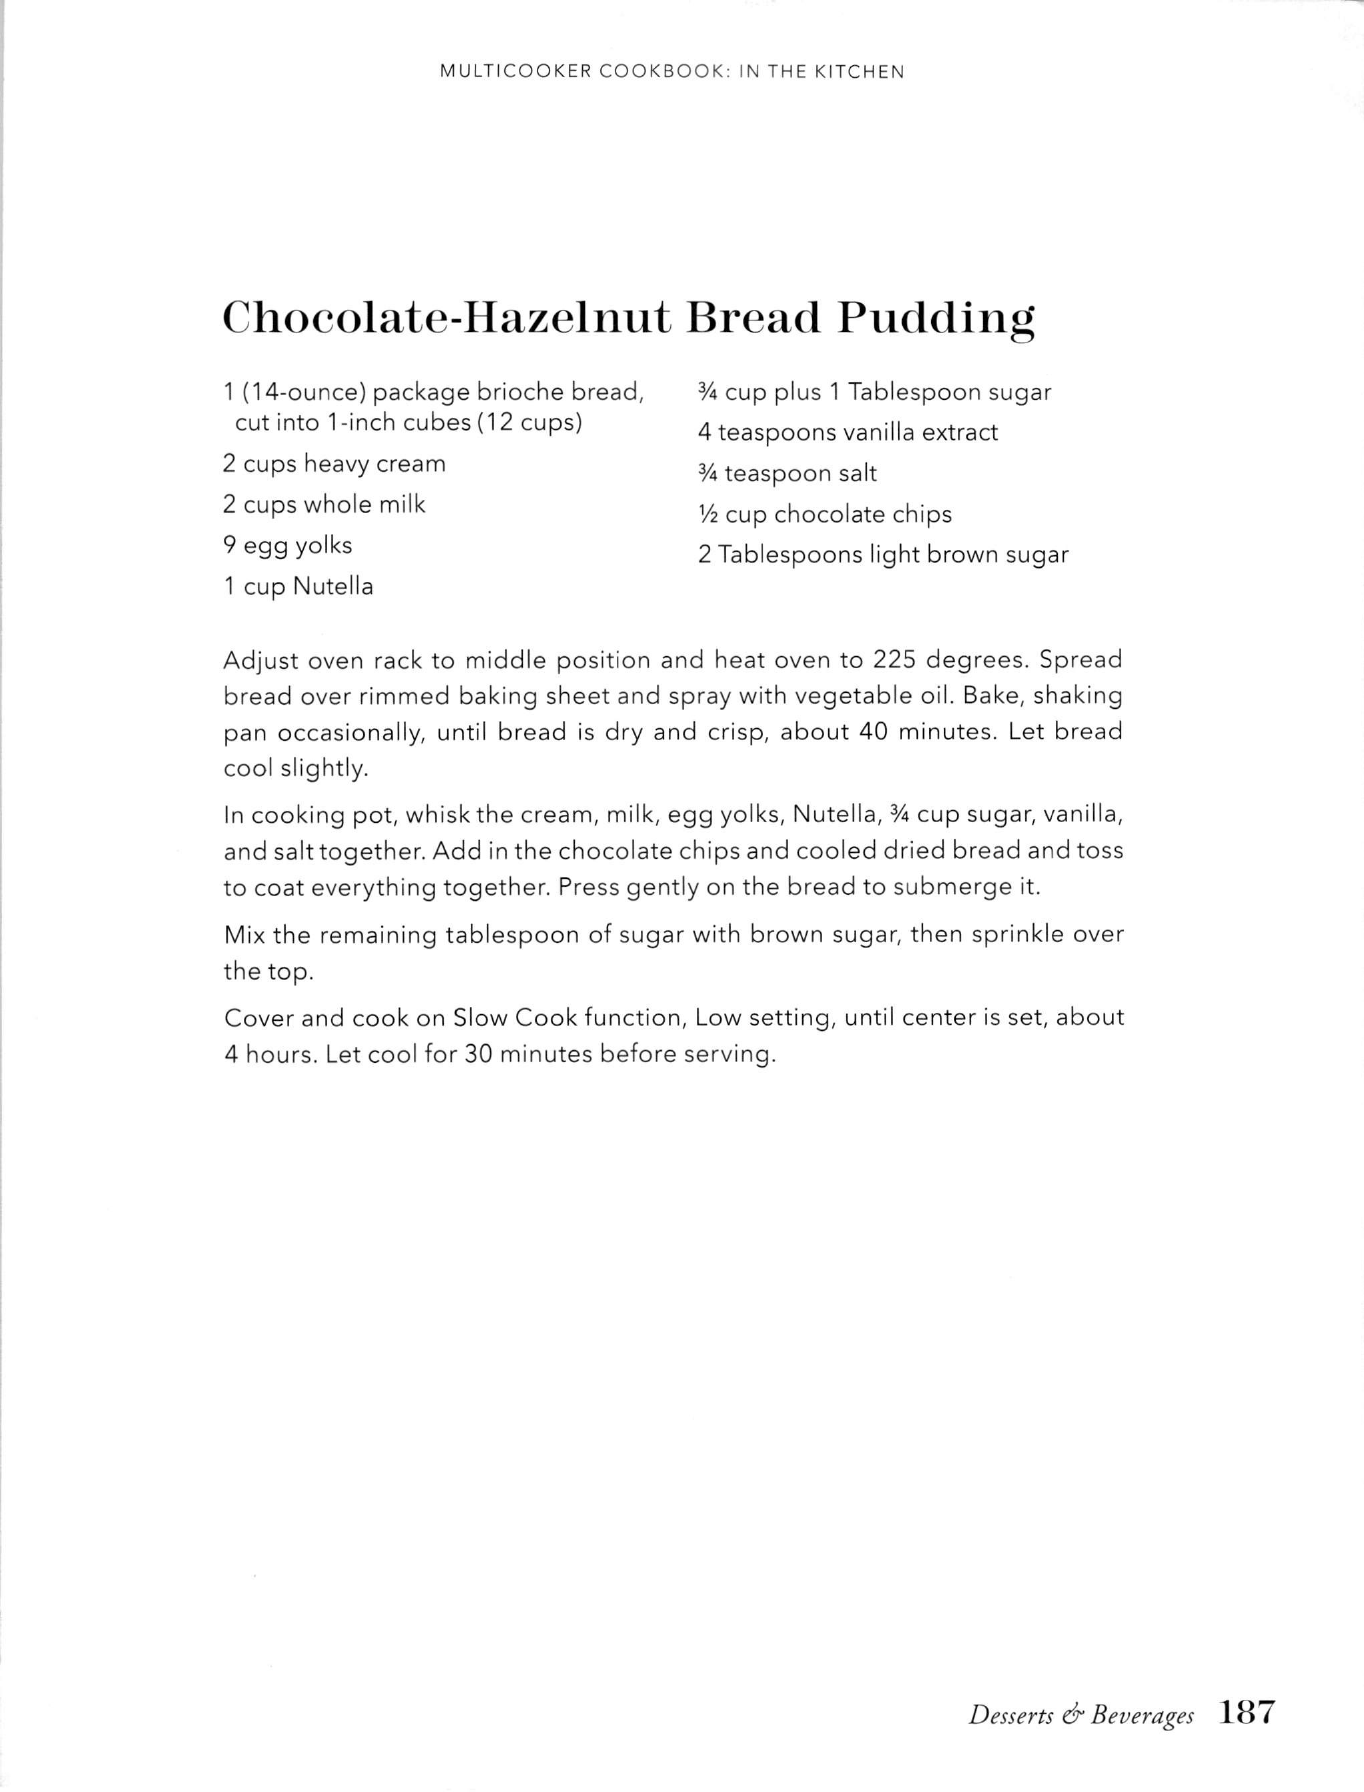 MULTICOOKER COOKBOOK: IN THE KITCHEN
Chocolate-Hazelnut Bread Pudding
1 (14-ounce) package brioche bread,
cut into 1-inch cubes (12 cups)
2 cups heavy cream
2 cups whole milk
9 egg yolks
1 cup Nutella
¾ cup plus 1 Tablespoon sugar
4 teaspoons vanilla extract
¾ teaspoon salt
½ cup chocolate chips
2 Tablespoons light brown sugar
Adjust oven rack to middle position and heat oven to 225 degrees. Spread
bread over rimmed baking sheet and spray with vegetable oil. Bake, shaking
pan occasionally, until bread is dry and crisp, about 40 minutes. Let bread
cool slightly.
In cooking pot, whisk the cream, milk, egg yolks, Nutella, ¾ cup sugar, vanilla,
and salt together. Add in the chocolate chips and cooled dried bread and toss
to coat everything together. Press gently on the bread to submerge it.
Mix the remaining tablespoon of sugar with brown sugar, then sprinkle over
the top.
Cover and cook on Slow Cook function, Low setting, until center is set, about
4 hours. Let cool for 30 minutes before serving.
Desserts & Beverages 187